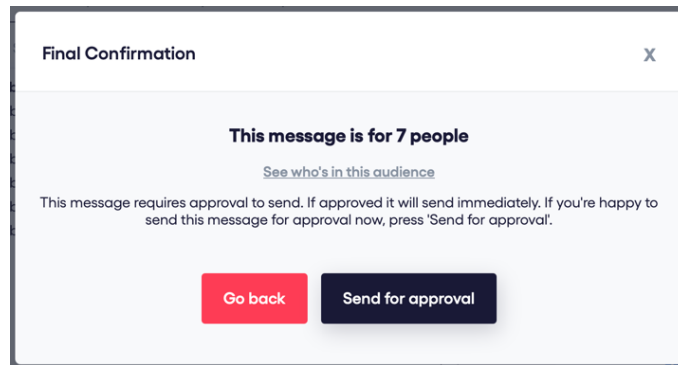 Final Confirmation
X
This message is for 7 people
See who's in this audience
This message requires approval to send. If approved it will send immediately. If you're happy to
send this message for approval now, press 'Send for approval'.
Go back
Send for approval